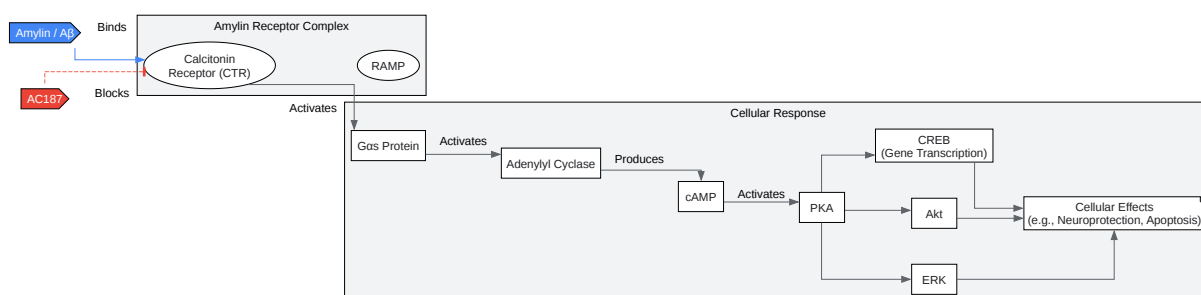 Amylin / Aβ
Binds
Amylin Receptor Complex
Calcitonin
Receptor (CTR)
RAMP
AC187
Blocks
Activates
Cellular Response
Gαs Protein
Activates
Adenylyl Cyclase
Produces
cAMP
Activates
PKA
CREB
(Gene Transcription)
Akt
ERK
Cellular Effects
(e.g., Neuroprotection, Apoptosis)